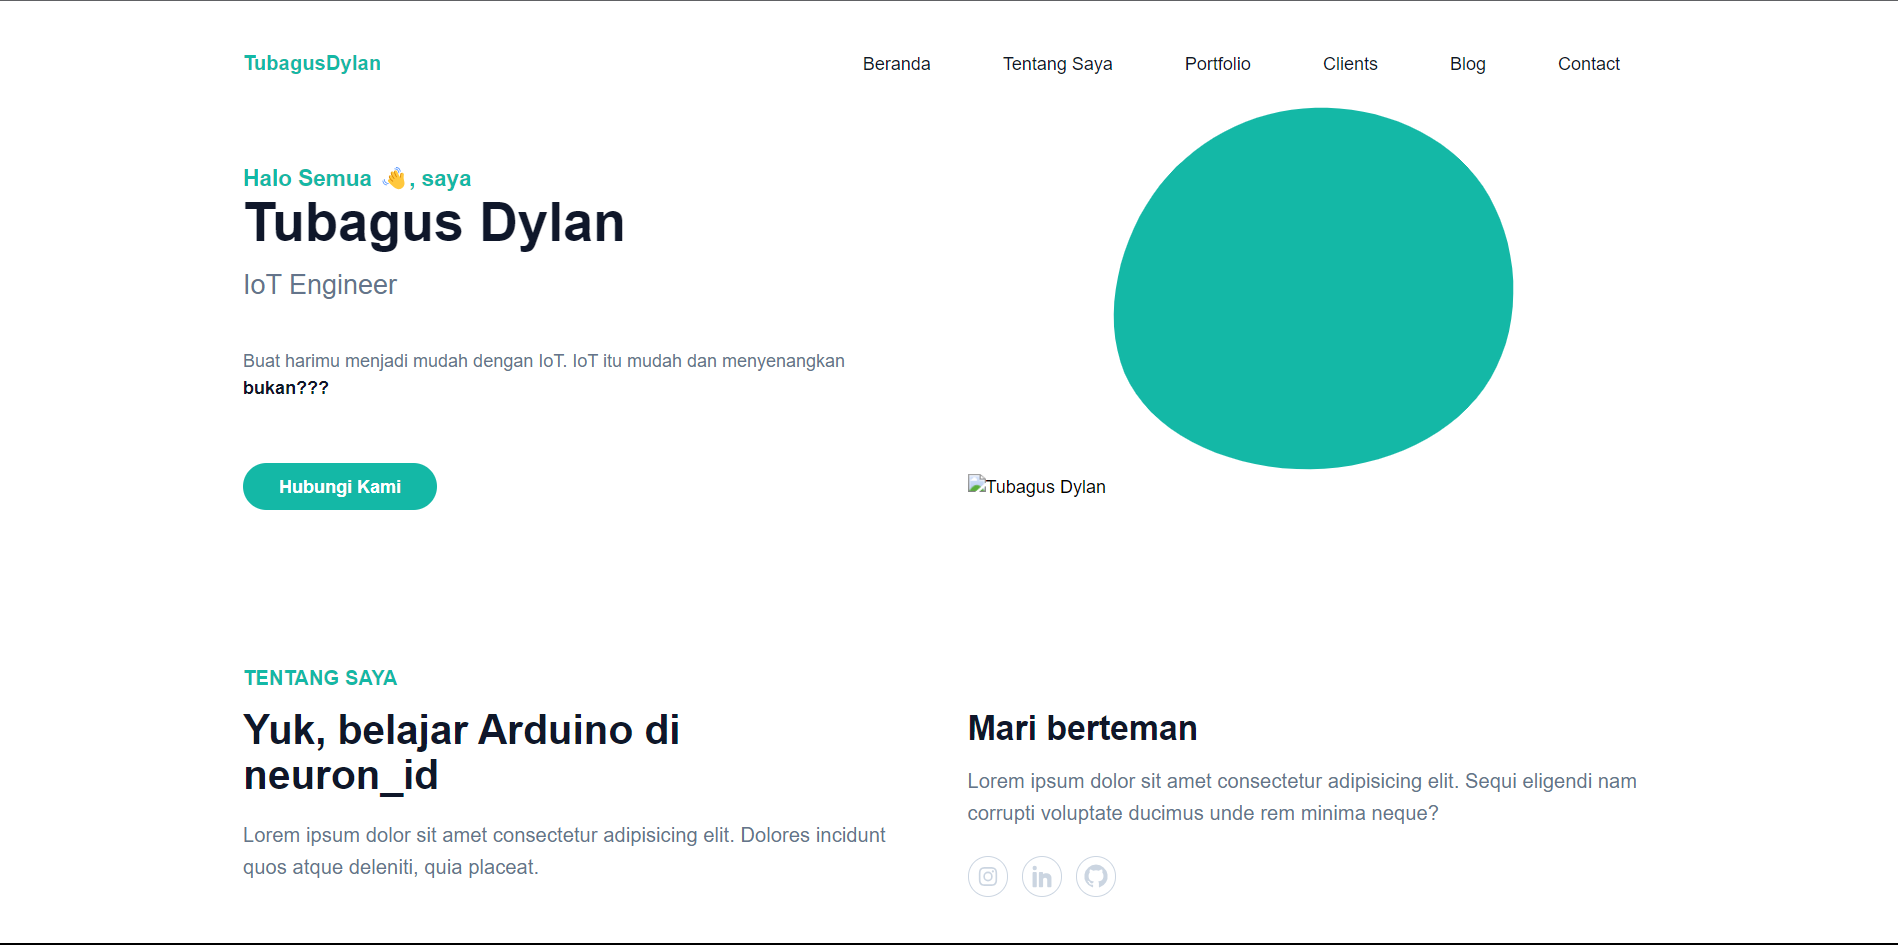 TubagusDylan
Beranda Tentang Saya Portfolio Clients Blog Contact
Halo Semua 👋, saya
Tubagus Dylan
IoT Engineer
Buat harimu menjadi mudah dengan IoT. IoT itu mudah dan menyenangkan
bukan???
Hubungi Kami
Tubagus Dylan
TENTANG SAYA
Yuk, belajar Arduino di
neuron_id
Lorem ipsum dolor sit amet consectetur adipisicing elit. Dolores incidunt
quos atque deleniti, quia placeat.
Mari berteman
Lorem ipsum dolor sit amet consectetur adipisicing elit. Sequi eligendi nam
corrupti voluptate ducimus unde rem minima neque?